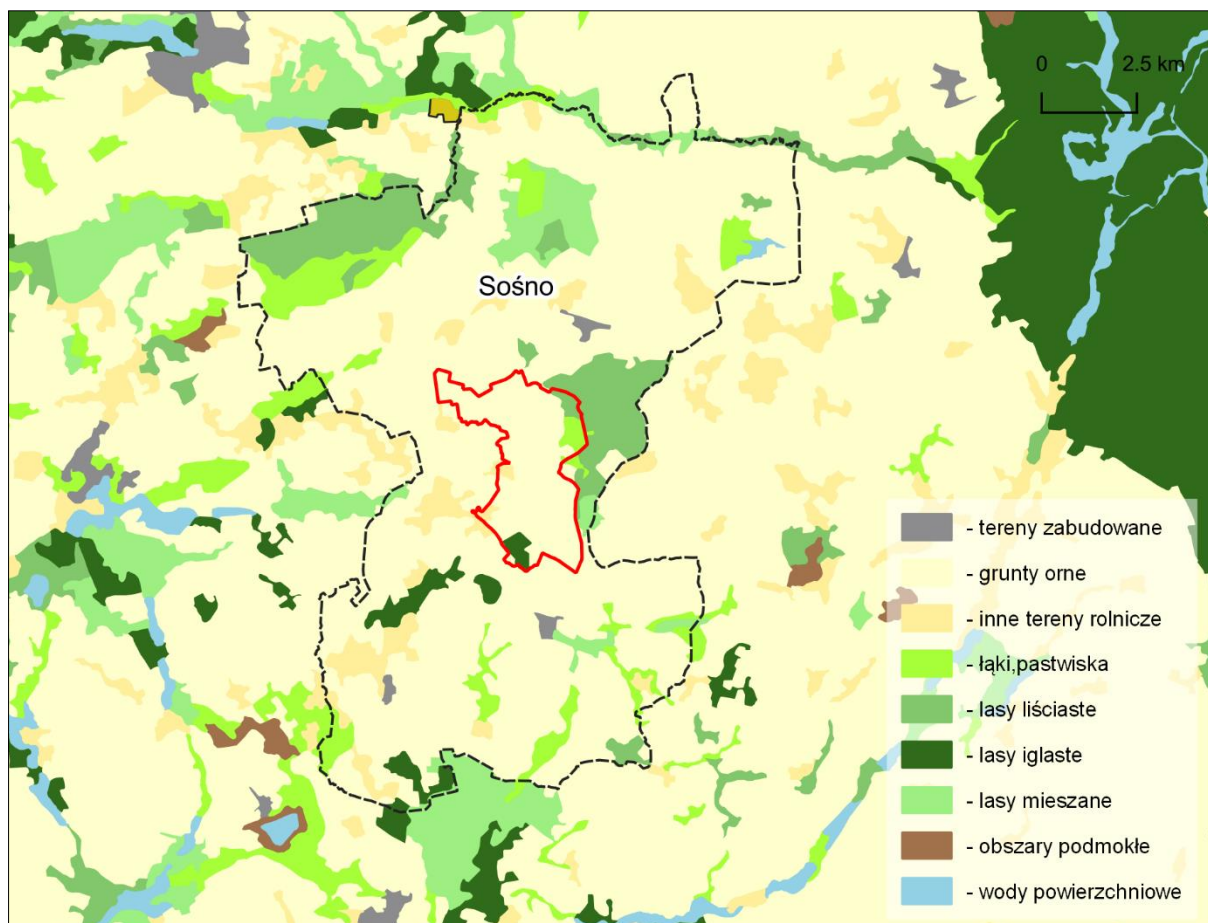 0 2.5 km
Sośno
- tereny zabudowane
- grunty orne
- inne tereny rolnicze
- łąki,pastwiska
- lasy liściaste
- lasy iglaste
- lasy mieszane
- obszary podmokłe
- wody powierzchniowe